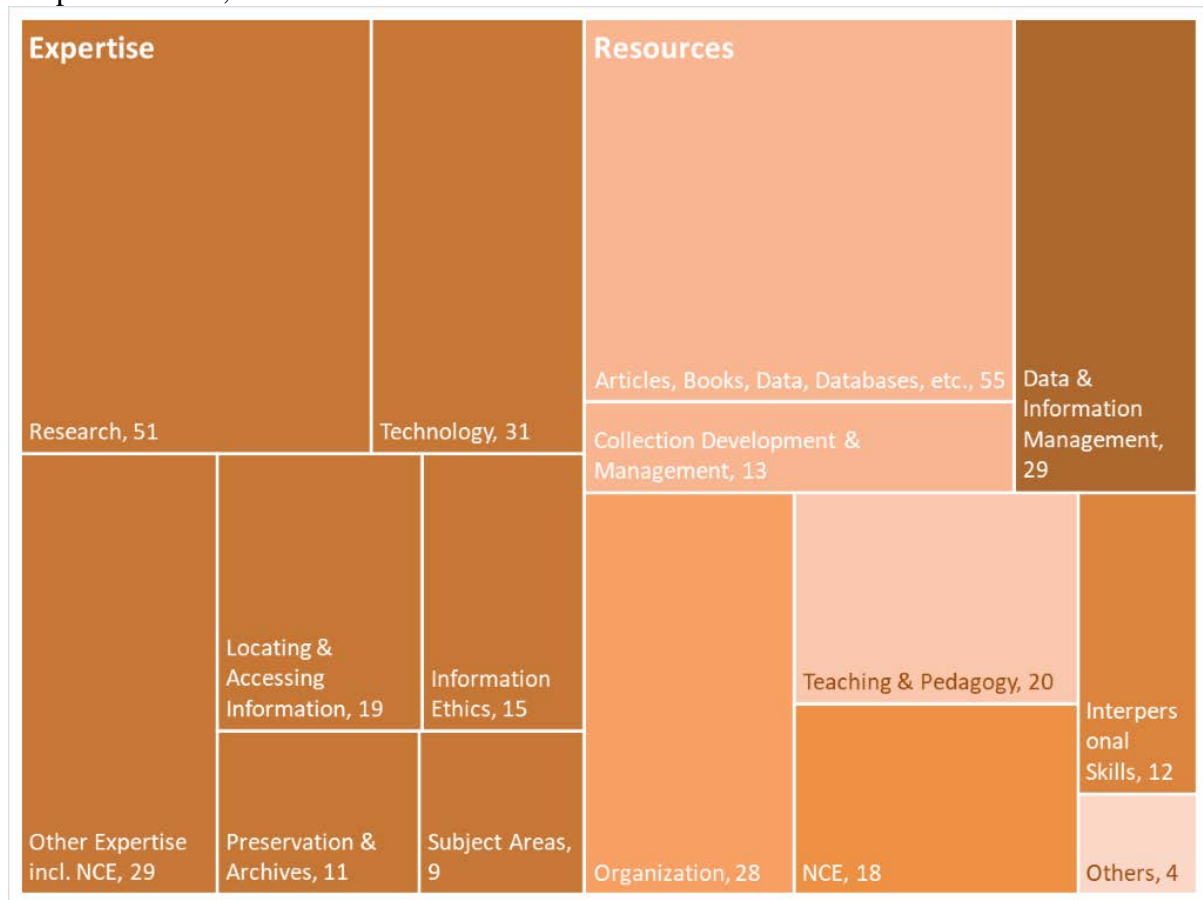 Expertise
Research, 51
Technology, 31
Other Expertise
incl. NCE, 29
Locating &
Accessing
Information, 19
Information
Ethics, 15
Preservation &
Archives, 11
Subject Areas,
9
Resources
Articles, Books, Data, Databases, etc., 55
Collection Development &
Management, 13
Data &
Information
Management,
29
Organization, 28
Teaching & Pedagogy, 20
NCE, 18
Interpers
onal
Skills, 12
Others, 4